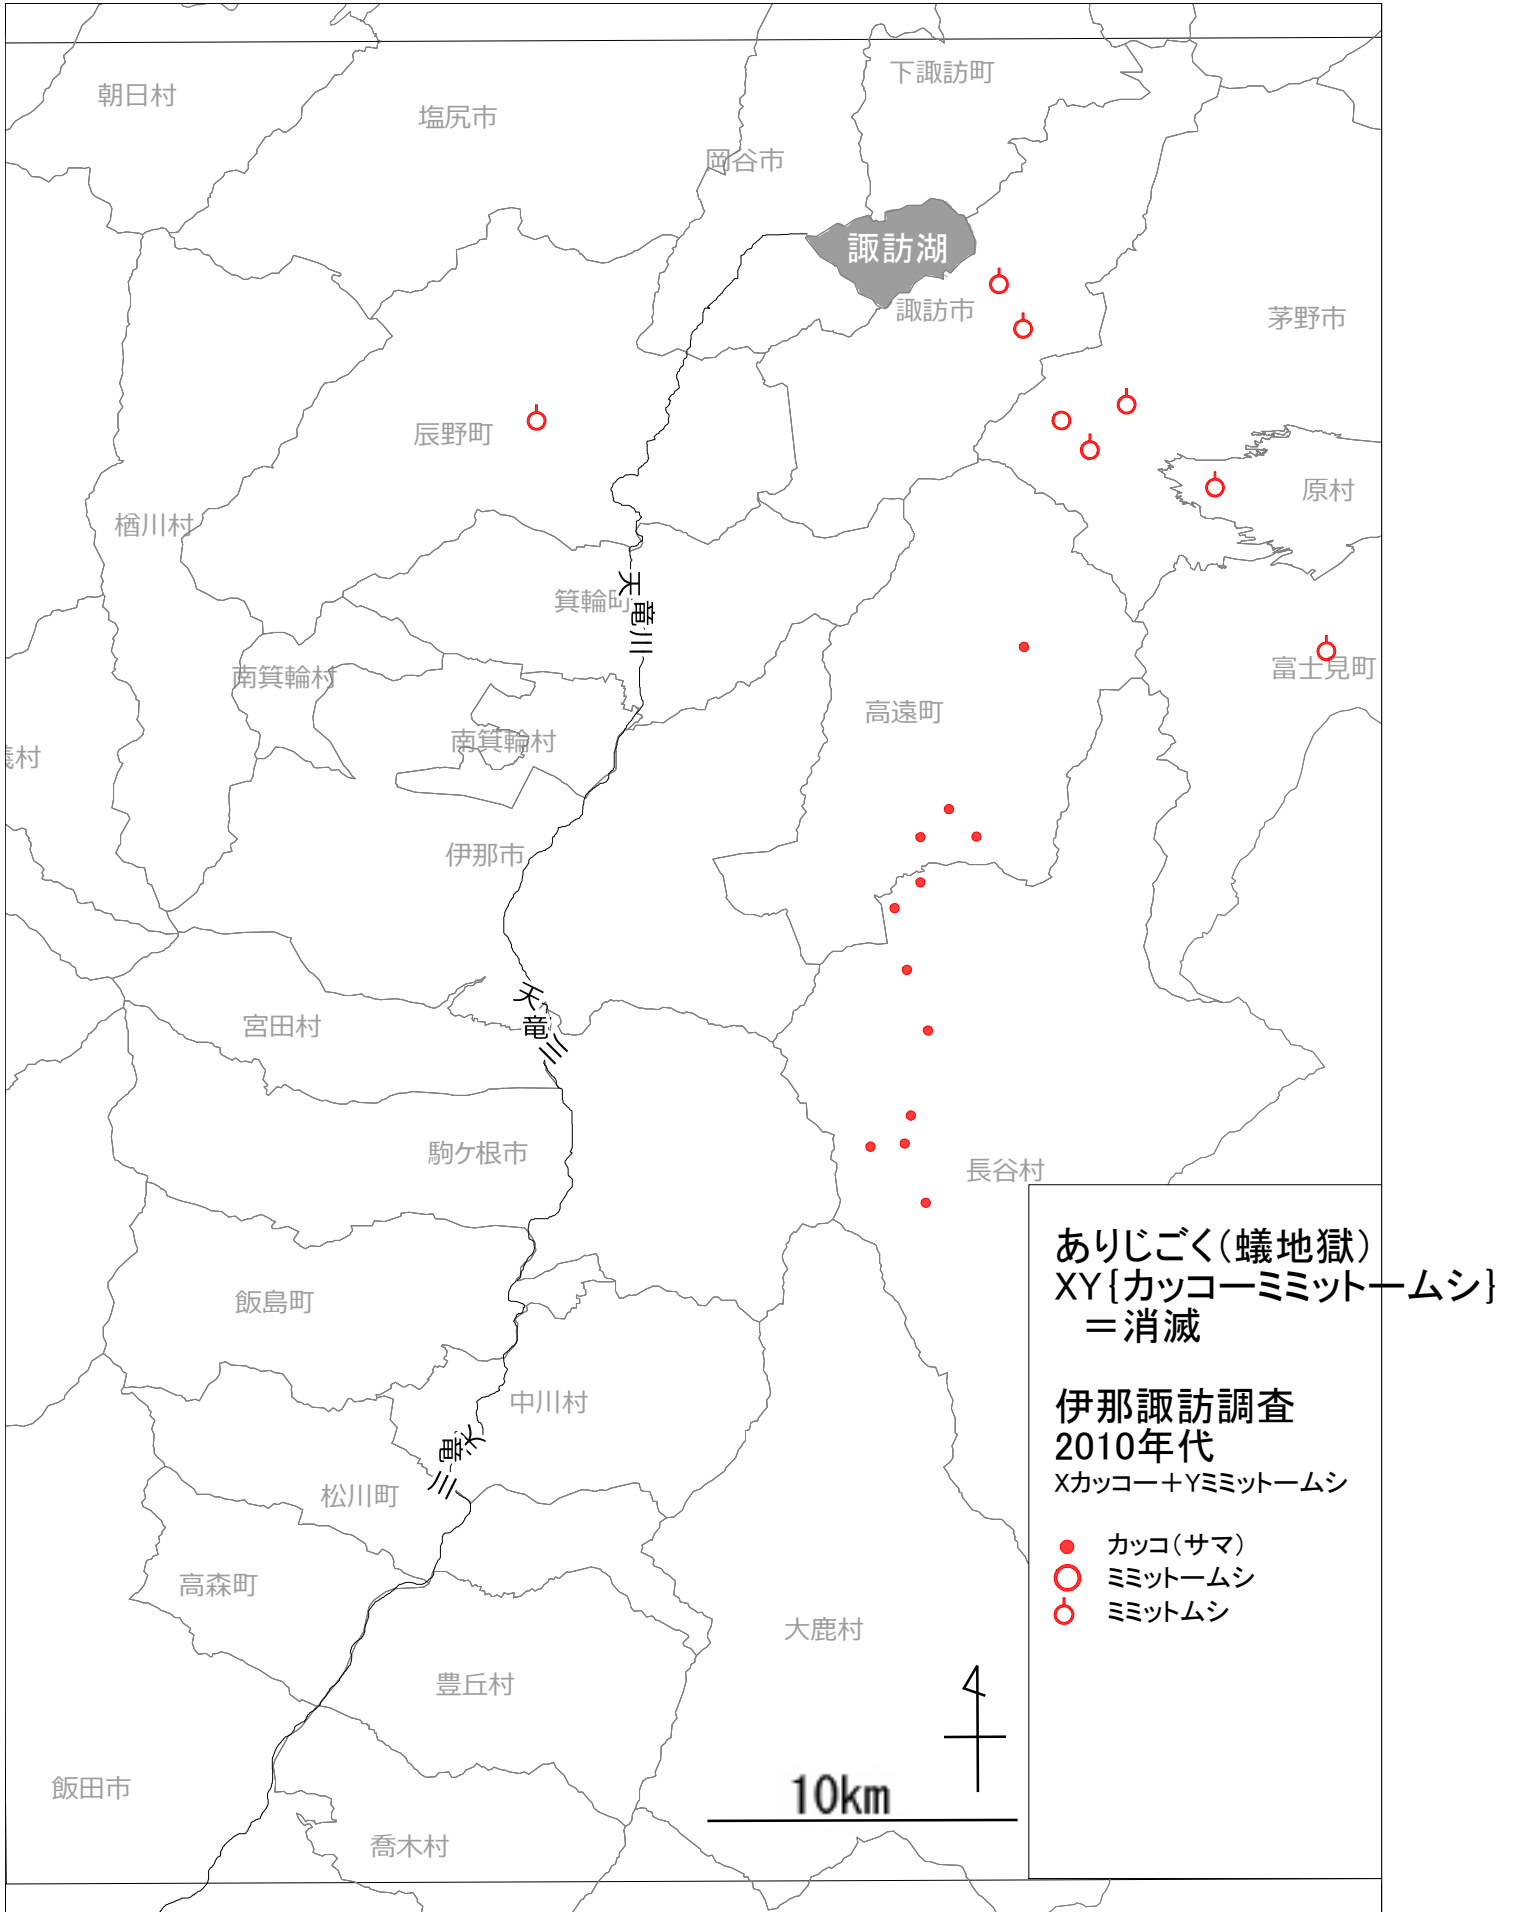 朝日村
塩尻市
下諏訪町
岡谷市
諏訪湖
諏訪市
茅野市
辰野町
原村
楢川村
箕輪町
天竜川
南箕輪村
富士見町
高遠町
南箕輪村
村
伊那市
天竜川
宮田村
駒ケ根市
長谷村
飯島町
中川村
天竜川
松川町
高森町
大鹿村
豊丘村
飯田市
喬木村
10km
ありじごく(蟻地獄)
XY{カッコーミミットームシ}
=消滅
伊那諏訪調査
2010年代
Xカッコー+Yミミットームシ
カッコ(サマ)
ミミットームシ
ミミットムシ